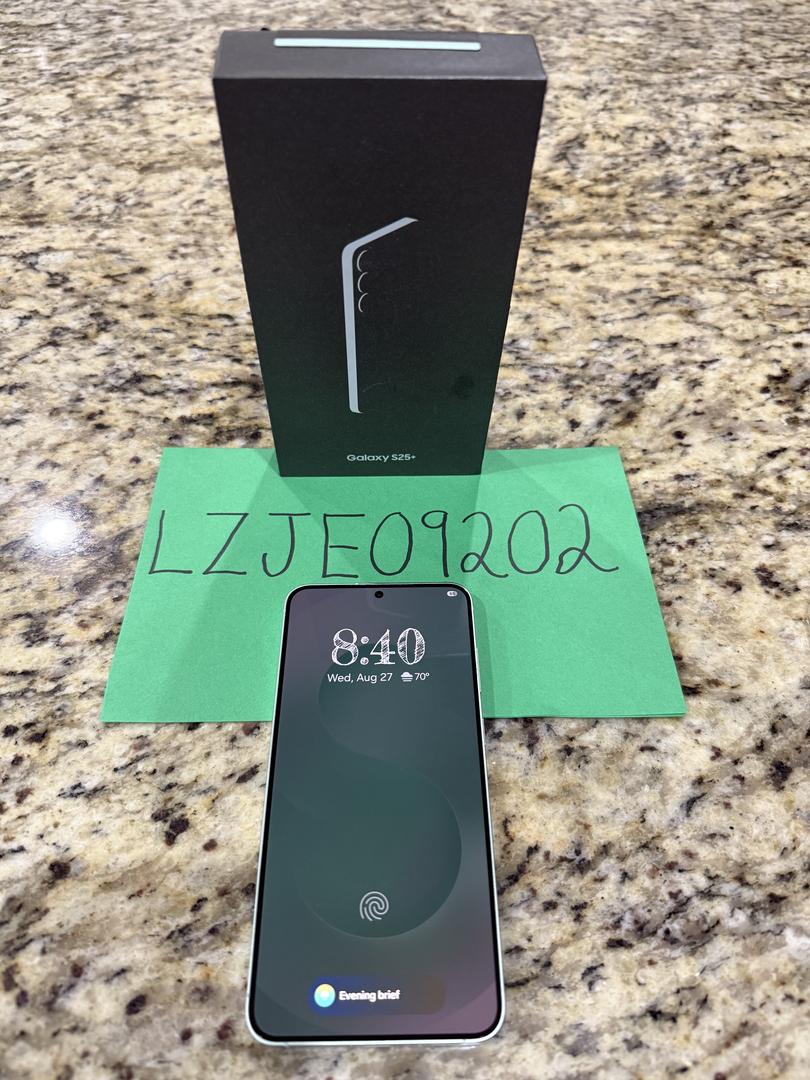 Galaxy S25+
LZJE09202
8:40
Wed, Aug 27 70°
Evening brief